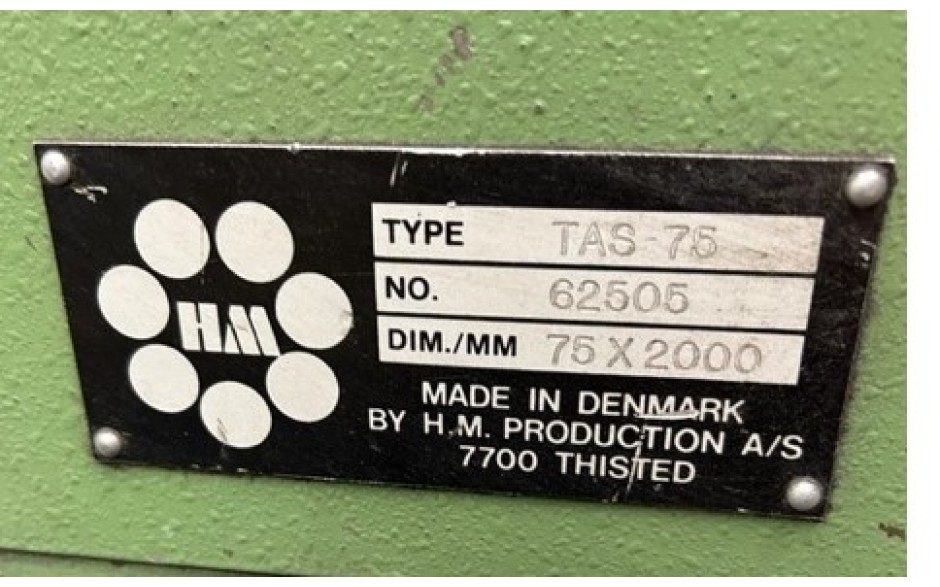 HM
TYPE TAS-75
NO. 62505
DIM./MM 75 X 2000
MADE IN DENMARK
BY H.M. PRODUCTION A/S
7700 THISTED